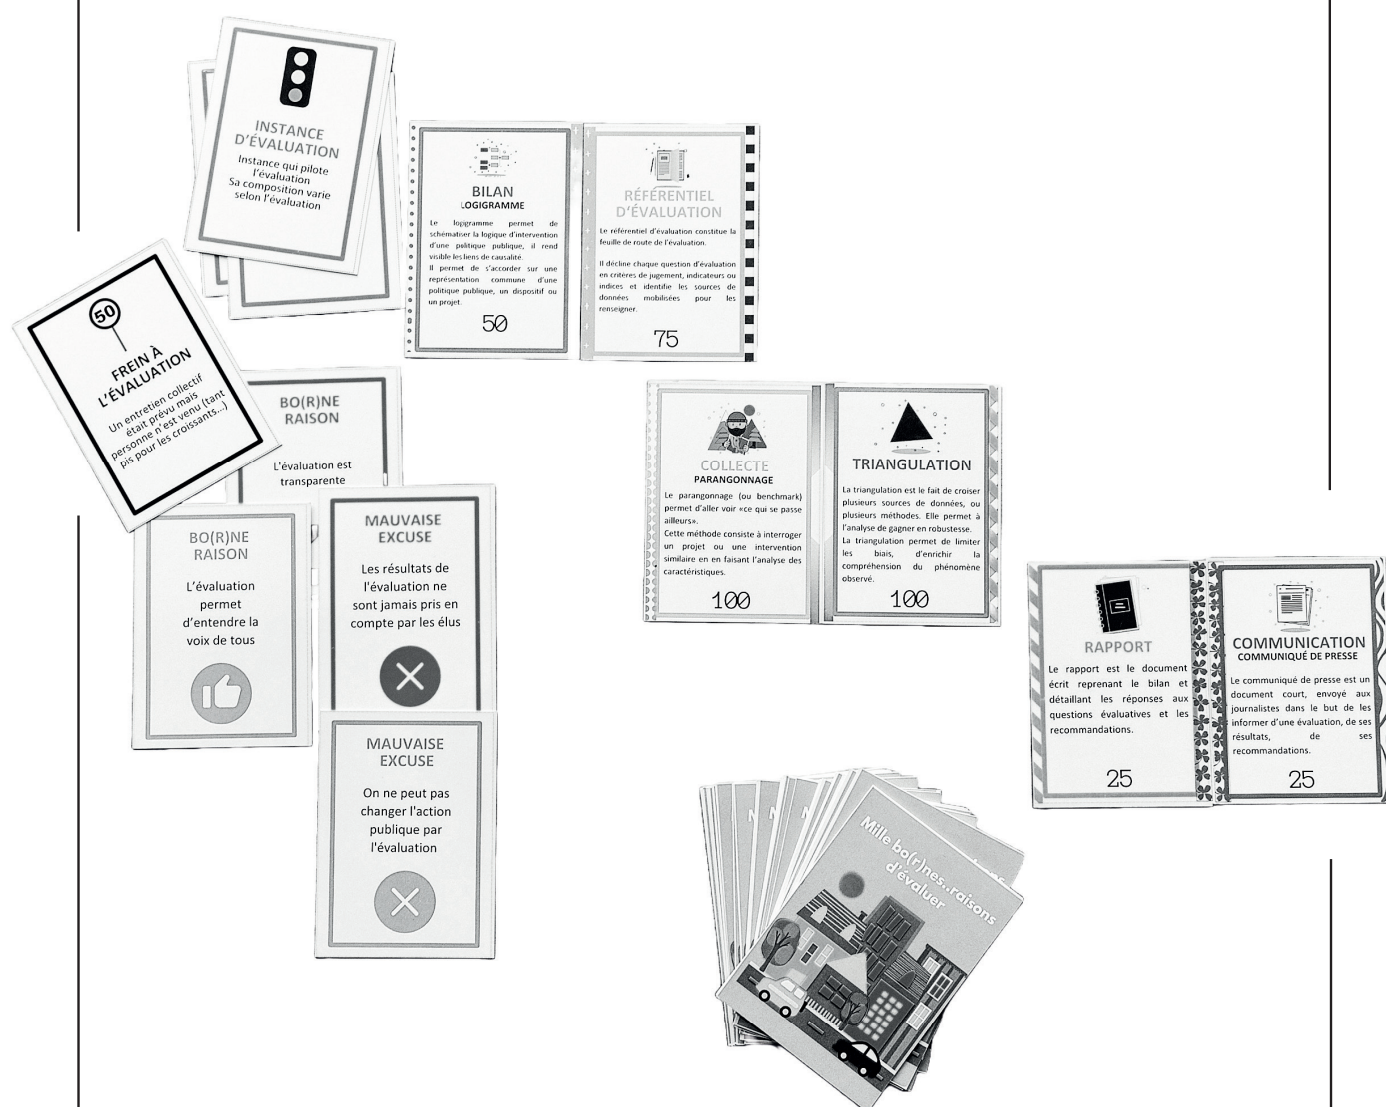 INSTANCE
D'ÉVALUATION
Instance qui pilote
l'évaluation
Sa composition varie
selon l'évaluation
BILAN
LOGIGRAMME
Le logigramme permet de
schématiser la logique d'intervention
d'une politique publique, il rend
visible les liens de causalité.
Il permet de s'accorder sur une
représentation commune d'une
politique publique, un dispositif ou
un projet.
50
RÉFÉRENTIEL
D'ÉVALUATION
Le référentiel d'évaluation constitue la
feuille de route de l'évaluation.
Il décline chaque question d'évaluation
en critères de jugement, indicateurs ou
indices et identifie les sources de
données mobilisées pour les
renseigner.
75
50
FREIN À
L'ÉVALUATION
Un entretien collectif
était prévu mais
personne n'est venu (tant
pis pour les croissants...)
BO(R)NE
RAISON
L'évaluation est
transparente
BO(R)NE
RAISON
L'évaluation
permet
d'entendre la
voix de tous
MAUVAISE
EXCUSE
Les résultats de
l'évaluation ne
sont jamais pris en
compte par les élus
MAUVAISE
EXCUSE
On ne peut pas
changer l'action
publique par
l'évaluation
COLLECTE
PARANGONNAGE
Le parangonnage (ou benchmark)
permet d'aller voir «ce qui se passe
ailleurs».
Cette méthode consiste à interroger
un projet ou une intervention
similaire en en faisant l'analyse des
caractéristiques.
100
TRIANGULATION
La triangulation est le fait de croiser
plusieurs sources de données, ou
plusieurs méthodes. Elle permet à
l'analyse de gagner en robustesse.
La triangulation permet de limiter
les biais, d'enrichir la
compréhension du phénomène
observé.
100
RAPPORT
Le rapport est le document
écrit reprenant le bilan et
détaillant les réponses aux
questions évaluatives et les
recommandations.
25
COMMUNICATION
COMMUNIQUÉ DE PRESSE
Le communiqué de presse est un
document court, envoyé aux
journalistes dans le but de les
informer d'une évaluation, de ses
résultats, de ses
recommandations.
25
Mille bo(r)nes..raisons
d'évaluer